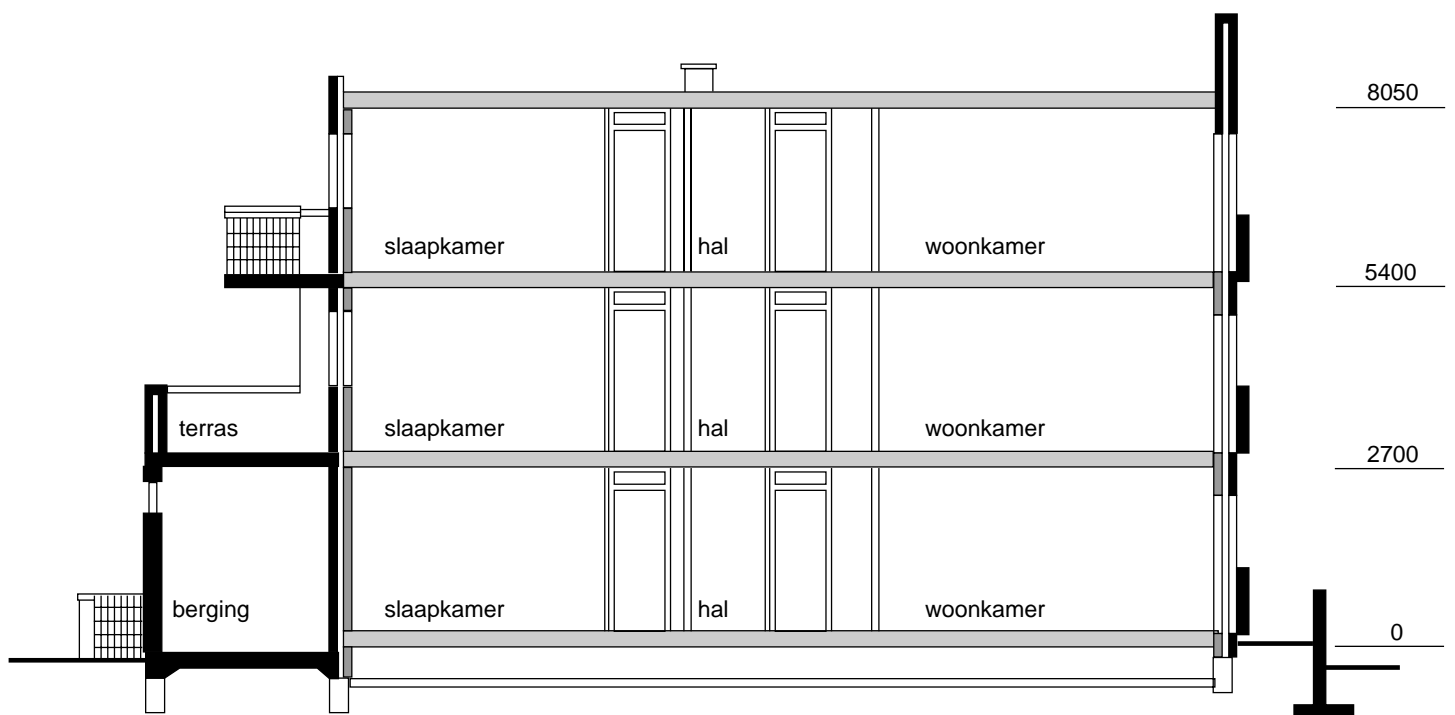 8050
slaapkamer hal woonkamer
5400
terras slaapkamer hal woonkamer
2700
berging slaapkamer hal woonkamer
0